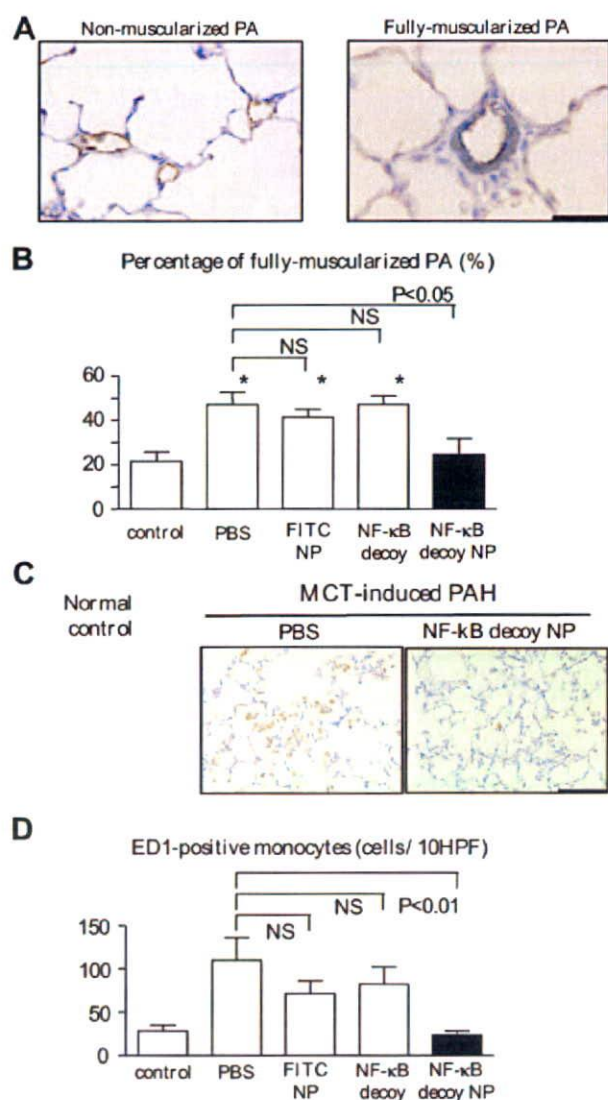 A
Non-muscularized PA Fully-muscularized PA
B
Percentage of fully-muscularized PA (%)
P<0.05
NS
NS
* * *
60
40
20
0
control PBS FITC NP NF-κB decoy NF-κB decoy NP
C
Normal control
MCT-induced PAH
PBS NF-kB decoy NP
D
ED1-positive monocytes (cells/ 10HPF)
P<0.01
NS
NS
150
100
50
0
control PBS FITC NP NF-κB decoy NF-κB decoy NP